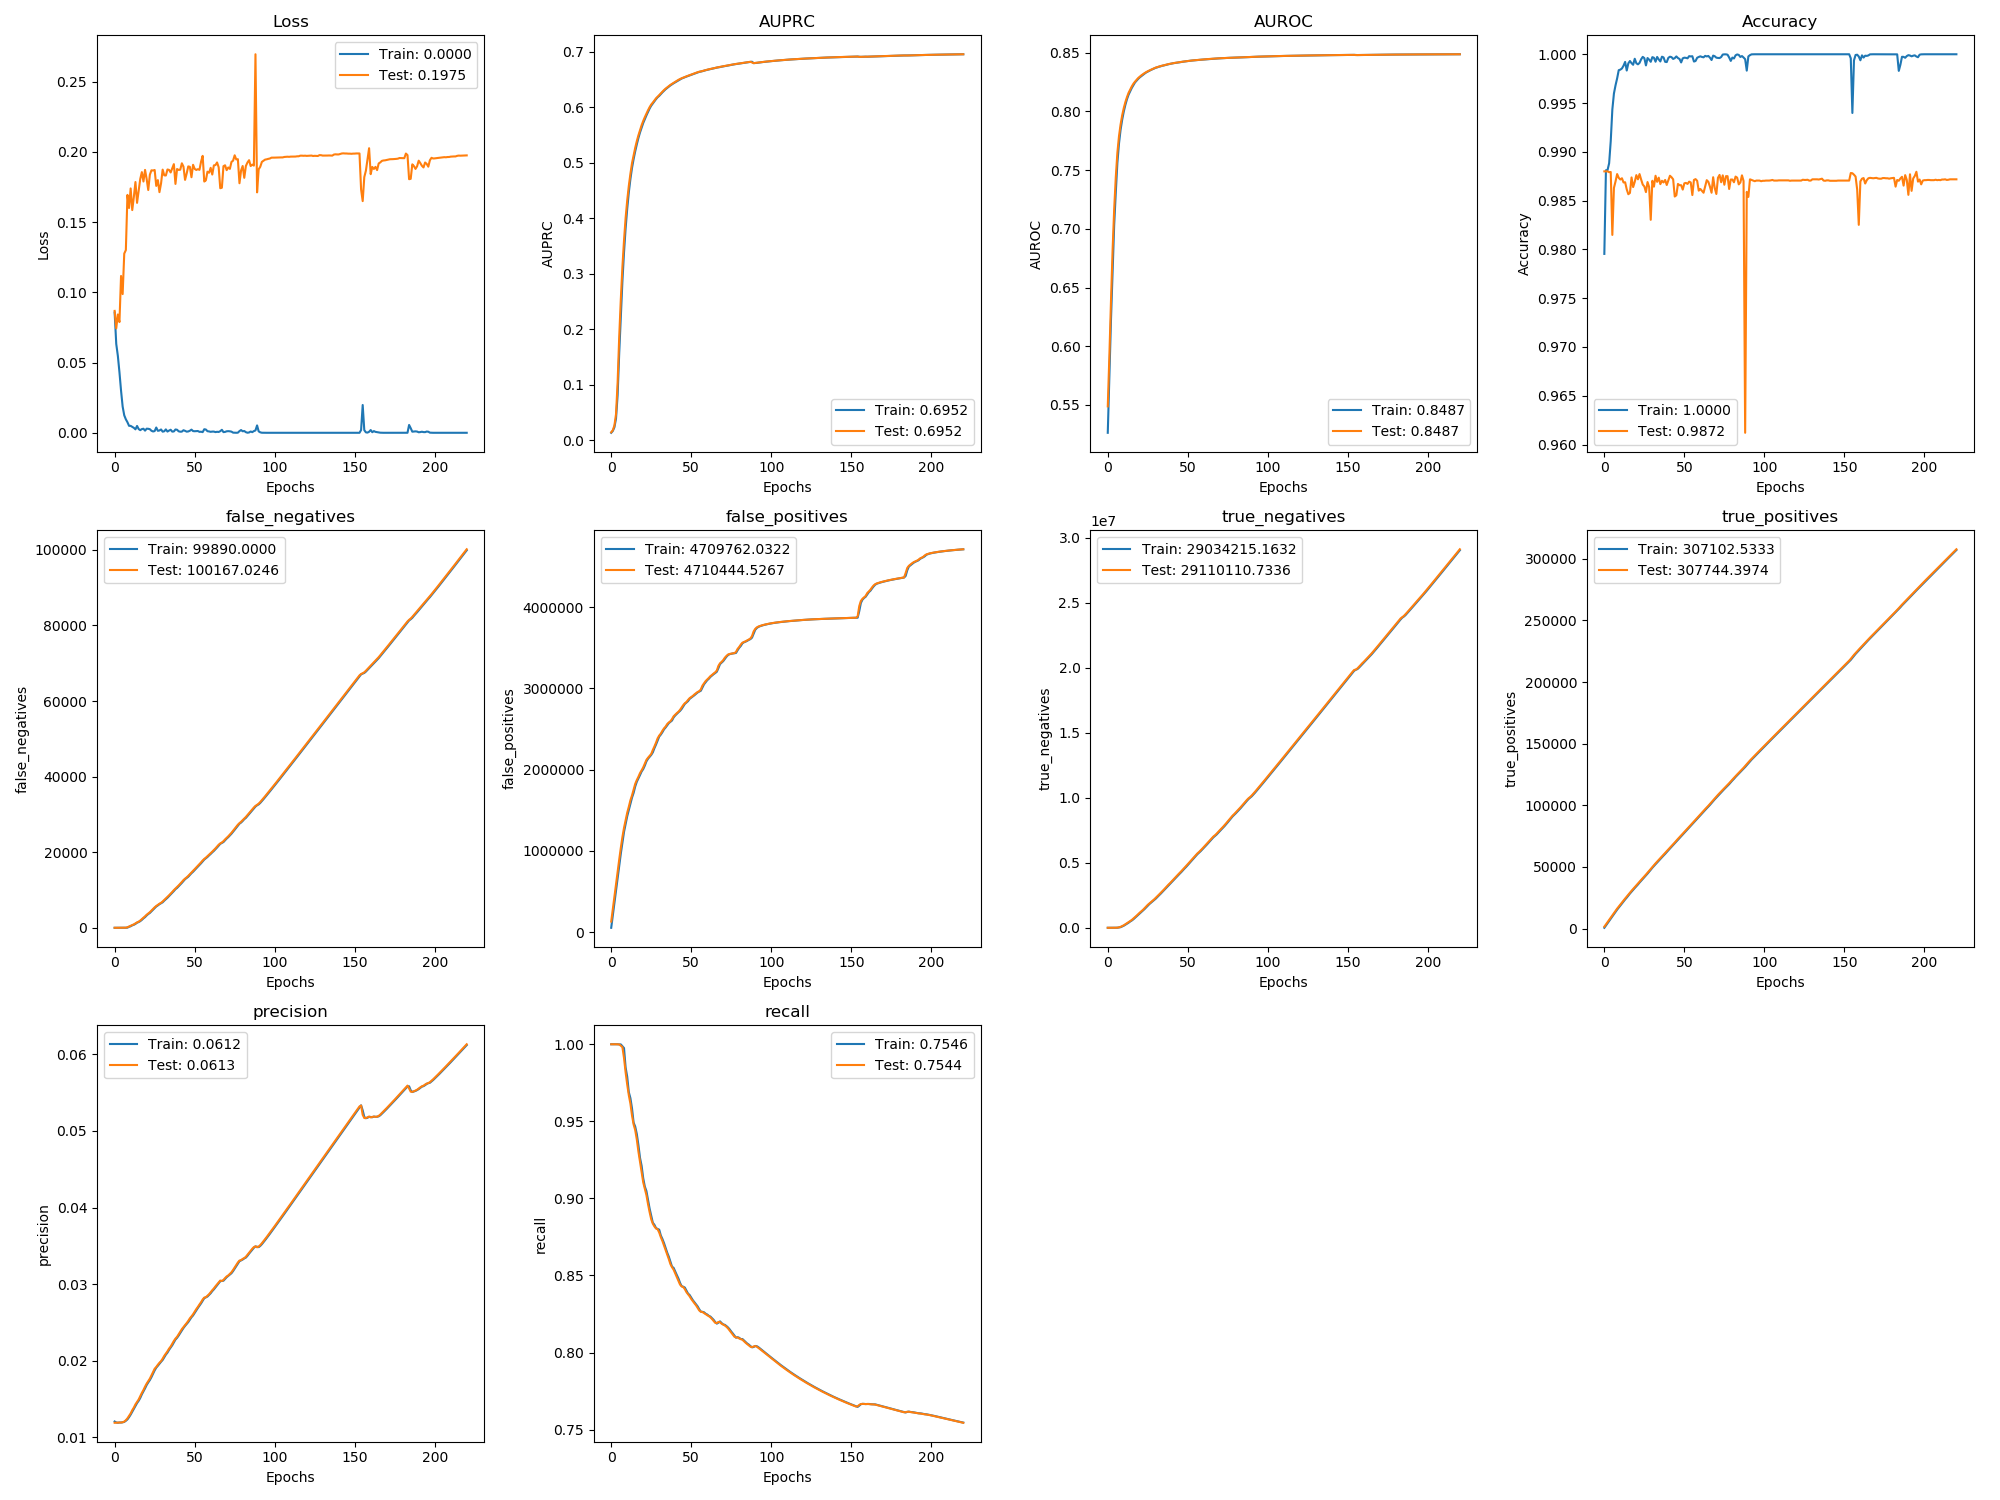 Loss
Train: 0.0000
Test: 0.1975
0.25
0.20
0.15
0.10
0.05
0.00
Loss
0 50 100 150 200
Epochs
AUPRC
0.7
0.6
0.5
0.4
0.3
0.2
0.1
0.0
AUPRC
Train: 0.6952
Test: 0.6952
0 50 100 150 200
Epochs
AUROC
0.85
0.80
0.75
0.70
0.65
0.60
0.55
AUROC
Train: 0.8487
Test: 0.8487
0 50 100 150 200
Epochs
Accuracy
1.000
0.995
0.990
0.985
0.980
0.975
0.970
0.965
0.960
Accuracy
Train: 1.0000
Test: 0.9872
0 50 100 150 200
Epochs
false_negatives
Train: 99890.0000
Test: 100167.0246
100000
80000
60000
40000
20000
0
false_negatives
0 50 100 150 200
Epochs
false_positives
Train: 4709762.0322
Test: 4710444.5267
4000000
3000000
2000000
1000000
0
false_positives
0 50 100 150 200
Epochs
true_negatives
1e7
Train: 29034215.1632
Test: 29110110.7336
3.0
2.5
2.0
1.5
1.0
0.5
0.0
true_negatives
0 50 100 150 200
Epochs
true_positives
Train: 307102.5333
Test: 307744.3974
300000
250000
200000
150000
100000
50000
0
true_positives
0 50 100 150 200
Epochs
precision
Train: 0.0612
Test: 0.0613
0.06
0.05
0.04
0.03
0.02
0.01
precision
0 50 100 150 200
Epochs
recall
Train: 0.7546
Test: 0.7544
1.00
0.95
0.90
0.85
0.80
0.75
recall
0 50 100 150 200
Epochs